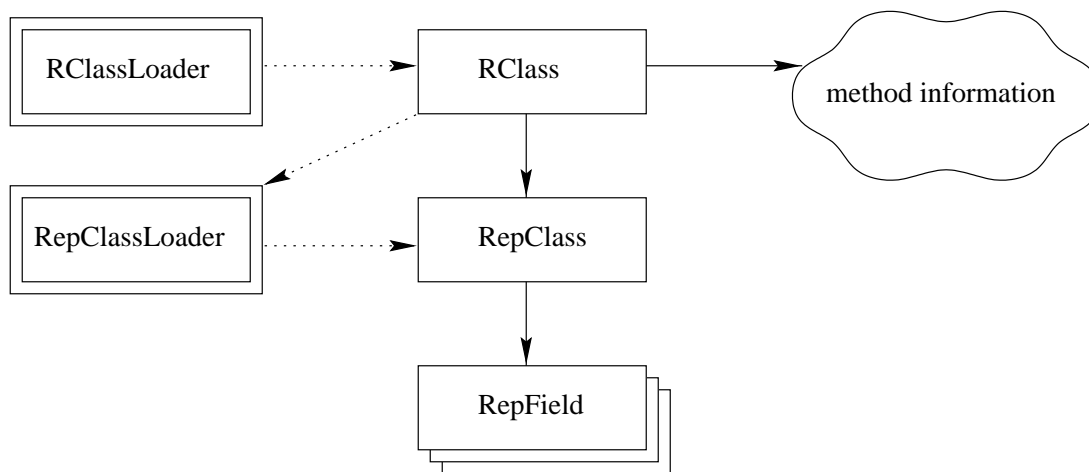 RClassLoader
RClass
method information
RepClassLoader
RepClass
RepField